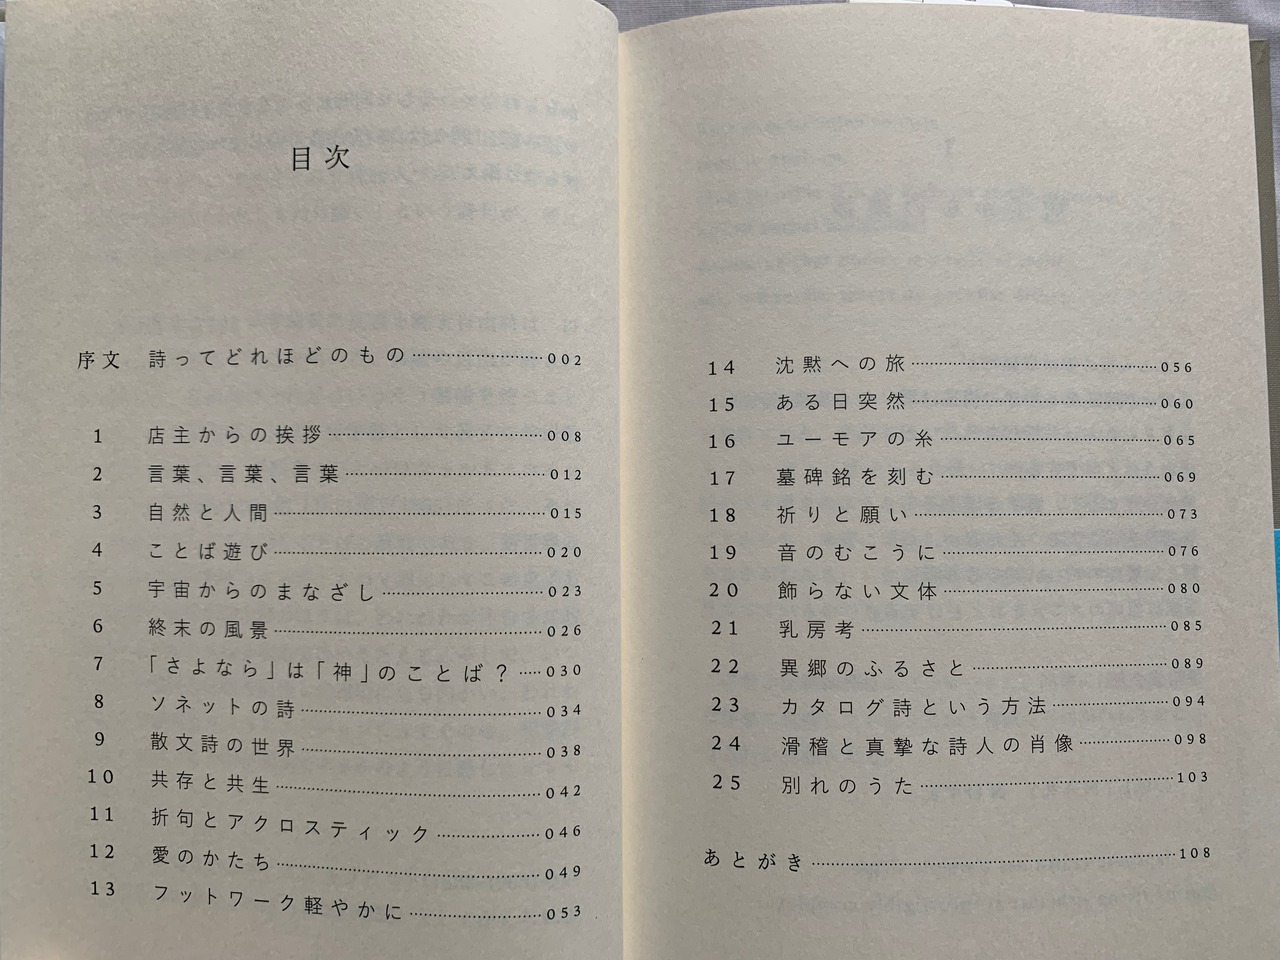 目次
序文 詩ってどれほどのもの……………………002
1 店主からの挨拶……………………008
2 言葉、言葉、言葉……………………012
3 自然と人間……………………015
4 ことば遊び……………………020
5 宇宙からのまなざし……………………023
6 終末の風景……………………026
7 「さよなら」は「神」のことば？……030
8 ソネットの詩……………………034
9 散文詩の世界……………………038
10 共存と共生……………………042
11 折句とアクロスティック……………………046
12 愛のかたち……………………049
13 フットワーク軽やかに……………………053
14 沈黙への旅……………………056
15 ある日突然……………………060
16 ユーモアの糸……………………065
17 墓碑銘を刻む……………………069
18 祈りと願い……………………073
19 音のむこうに……………………076
20 飾らない文体……………………080
21 乳房考……………………085
22 異郷のふるさと……………………089
23 カタログ詩という方法……………………094
24 滑稽と真摯な詩人の肖像……………………098
25 別れのうた……………………103
あとがき……………………108